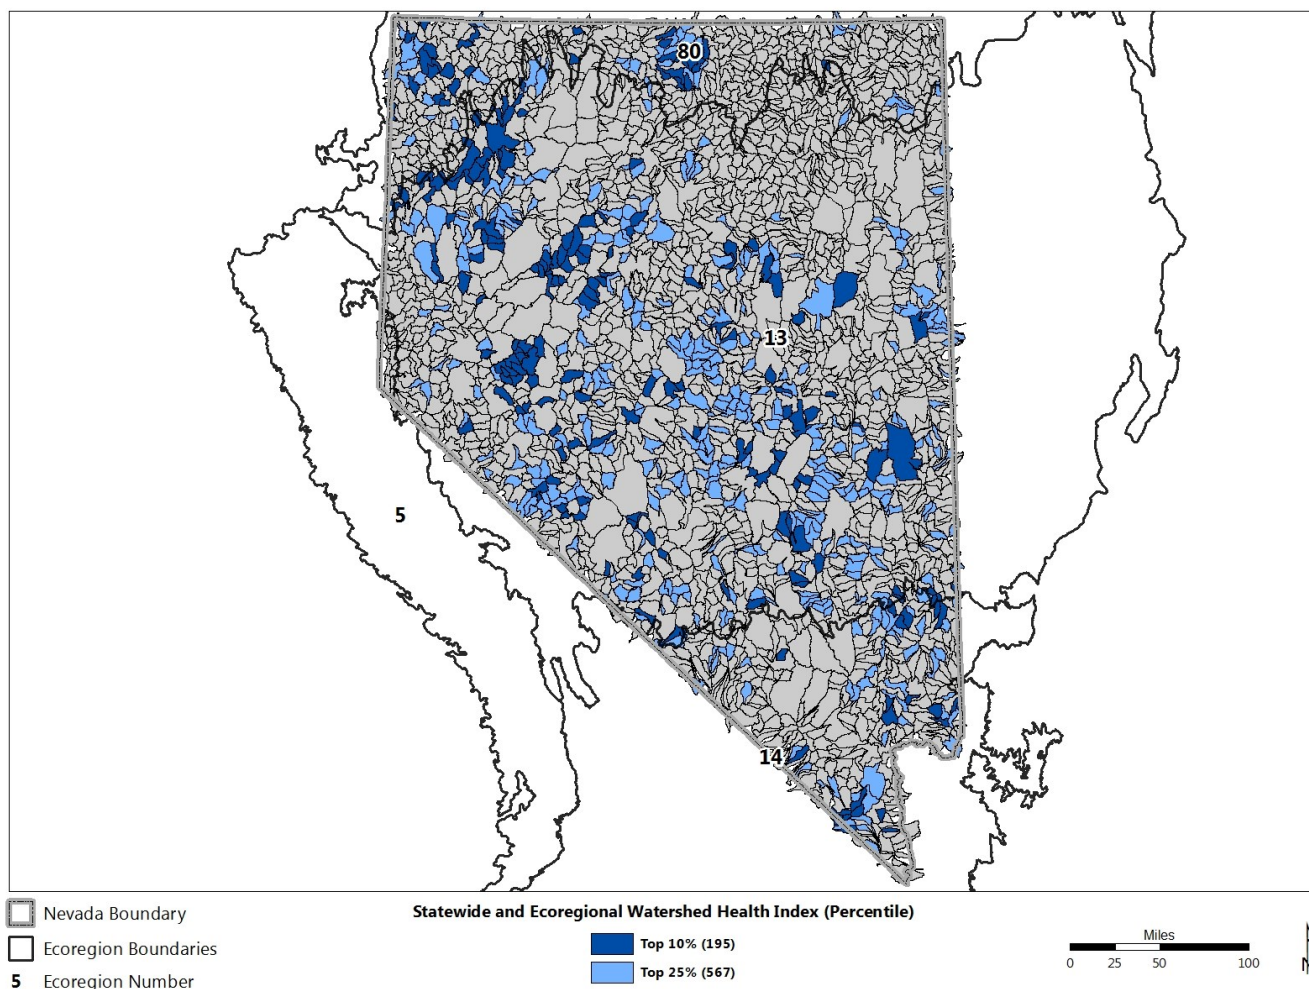 80
13
5
14
Nevada Boundary
Ecoregion Boundaries
5 Ecoregion Number
Statewide and Ecoregional Watershed Health Index (Percentile)
Top 10% (195)
Top 25% (567)
Miles
0 25 50 100
N